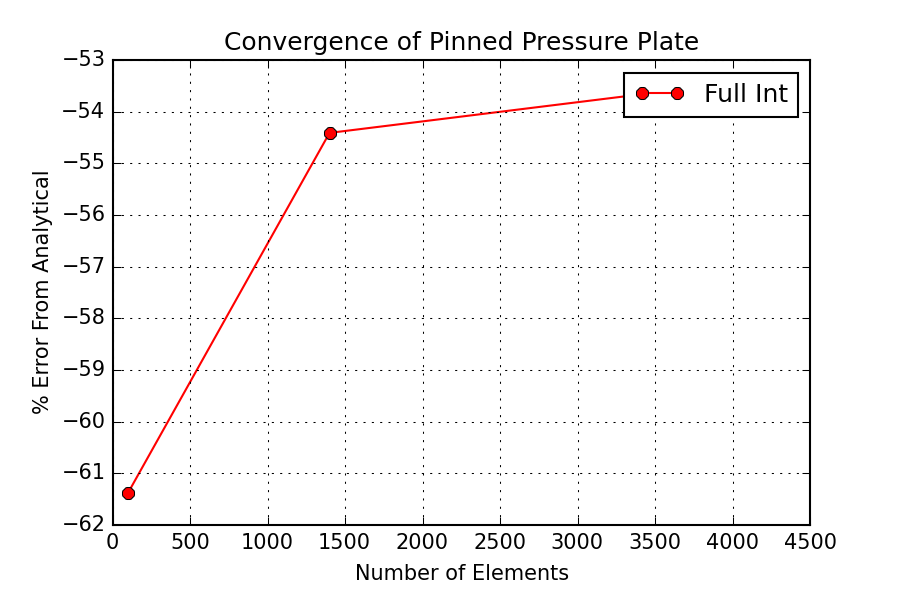 Convergence of Pinned Pressure Plate
−53
−54
−55
−56
−57
−58
−59
−60
−61
−62
% Error From Analytical
Full Int
0 500 1000 1500 2000 2500 3000 3500 4000 4500
Number of Elements